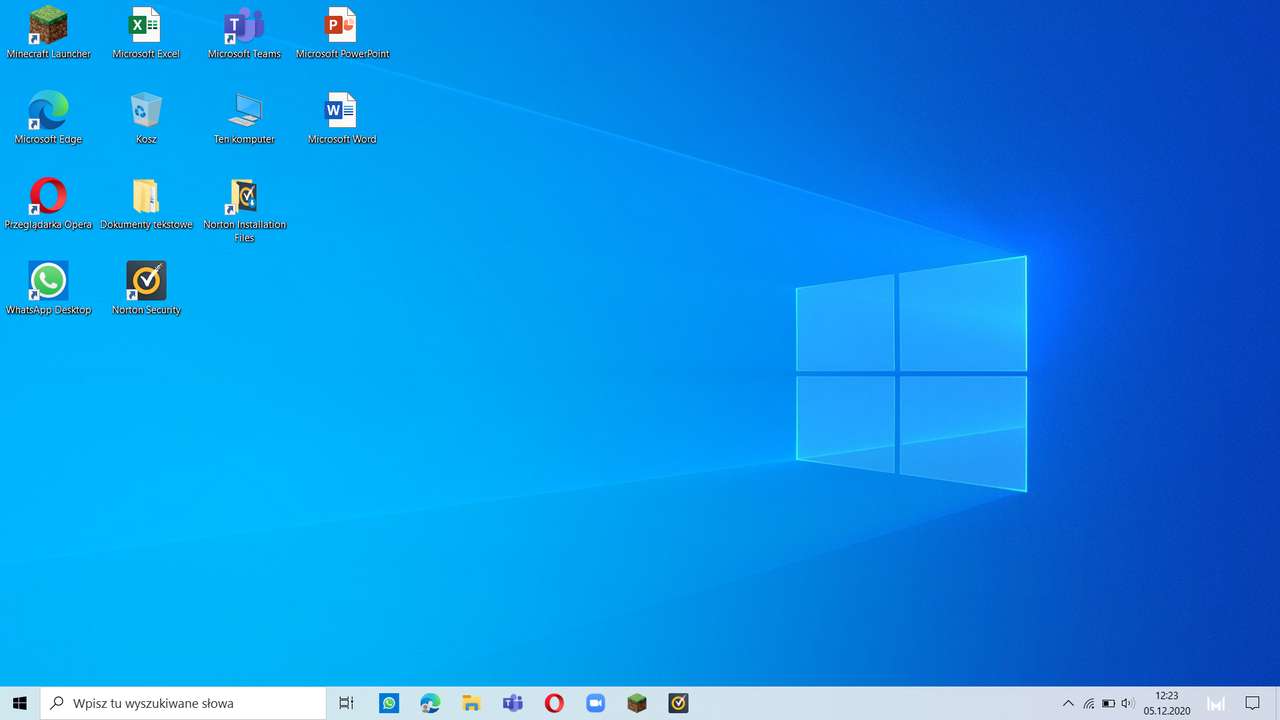 Minecraft Launcher
Microsoft Excel
Microsoft Teams
Microsoft PowerPoint
Microsoft Edge
Kosz
Ten komputer
Microsoft Word
Przeglądarka Opera
Dokumenty tekstowe
Norton Installation
Files
WhatsApp Desktop
Norton Security
Wpisz tu wyszukiwane słowa
12:23
05.12.2020